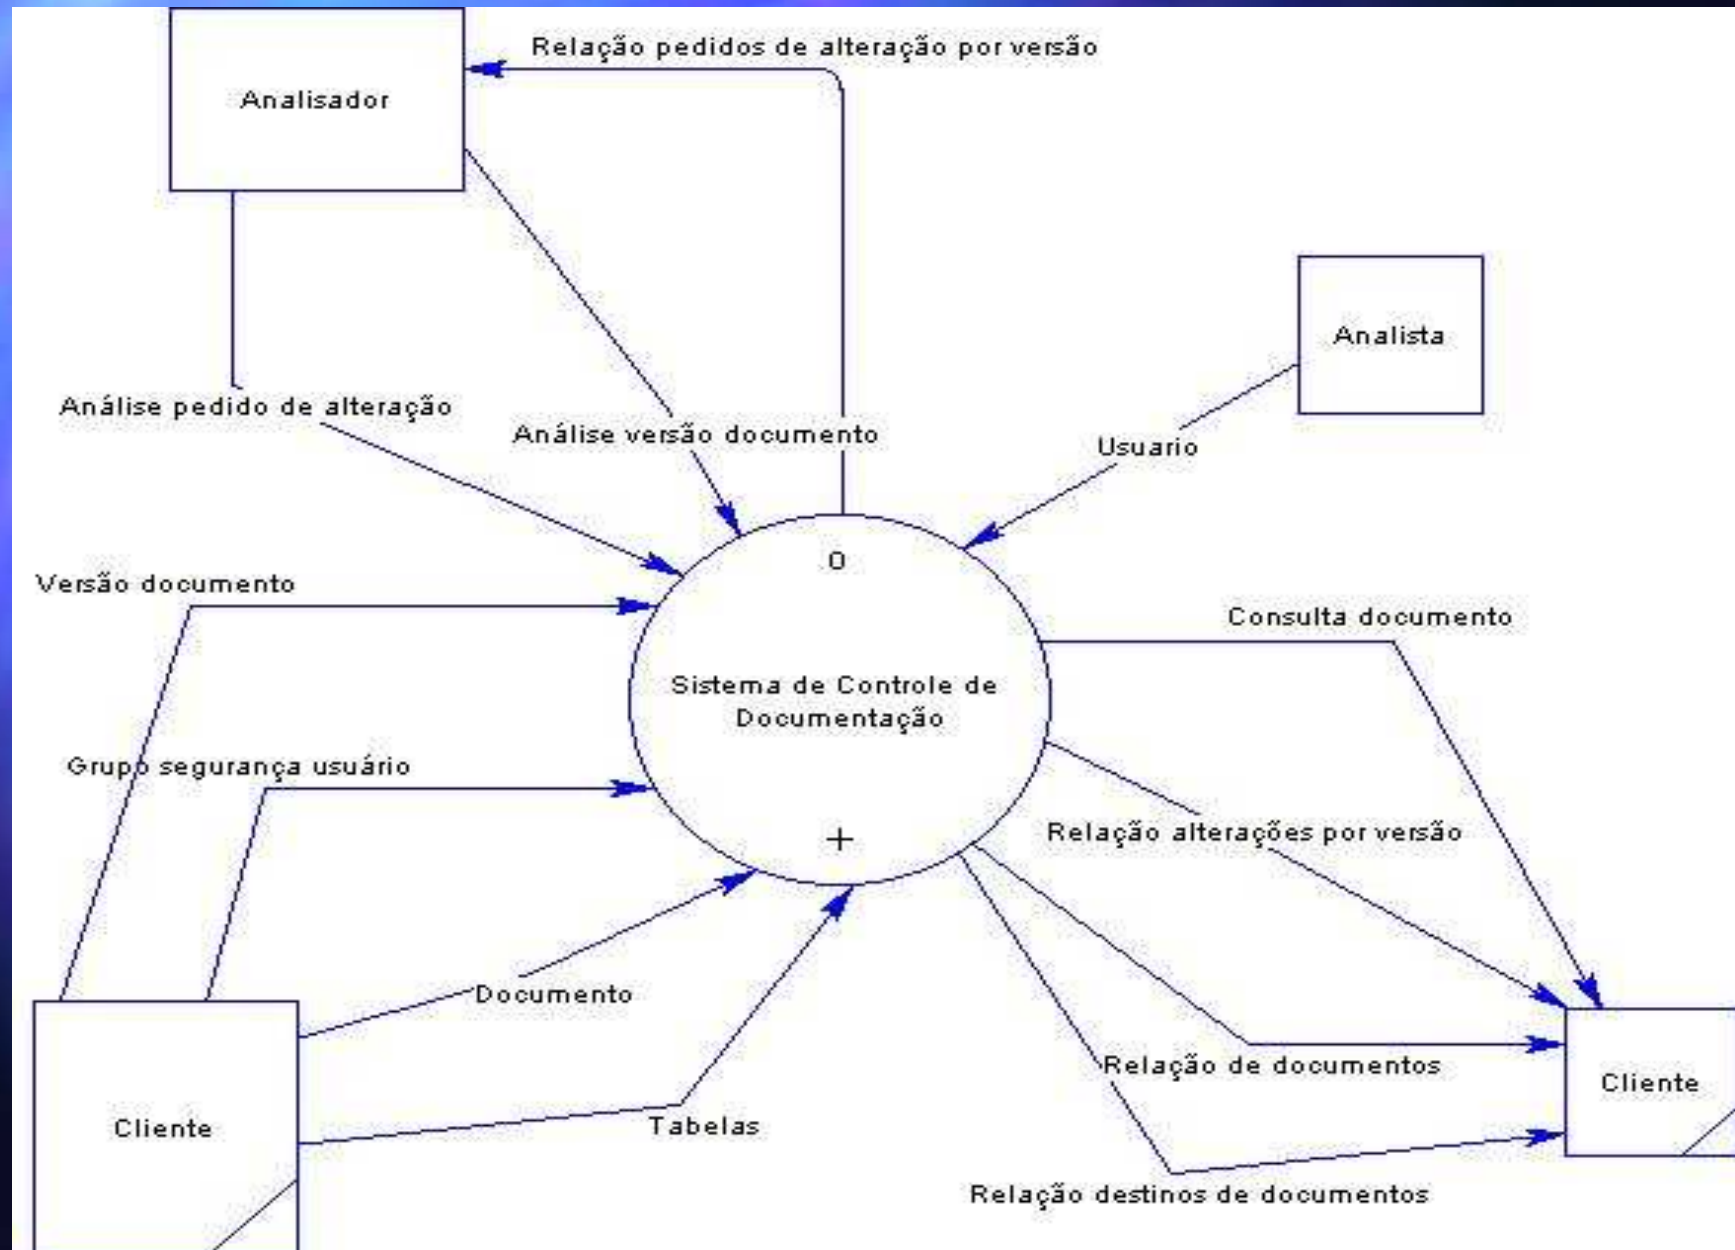 Relação pedidos de alteração por versão
Analisador
Analista
Análise pedido de alteração
Análise versão documento
Usuario
0
Versão documento
Consulta documento
Sistema de Controle de
Documentação
Grupo segurança usuário
Relação alterações por versão
+
Documento
Relação de documentos
Cliente
Cliente
Tabelas
Relação destinos de documentos